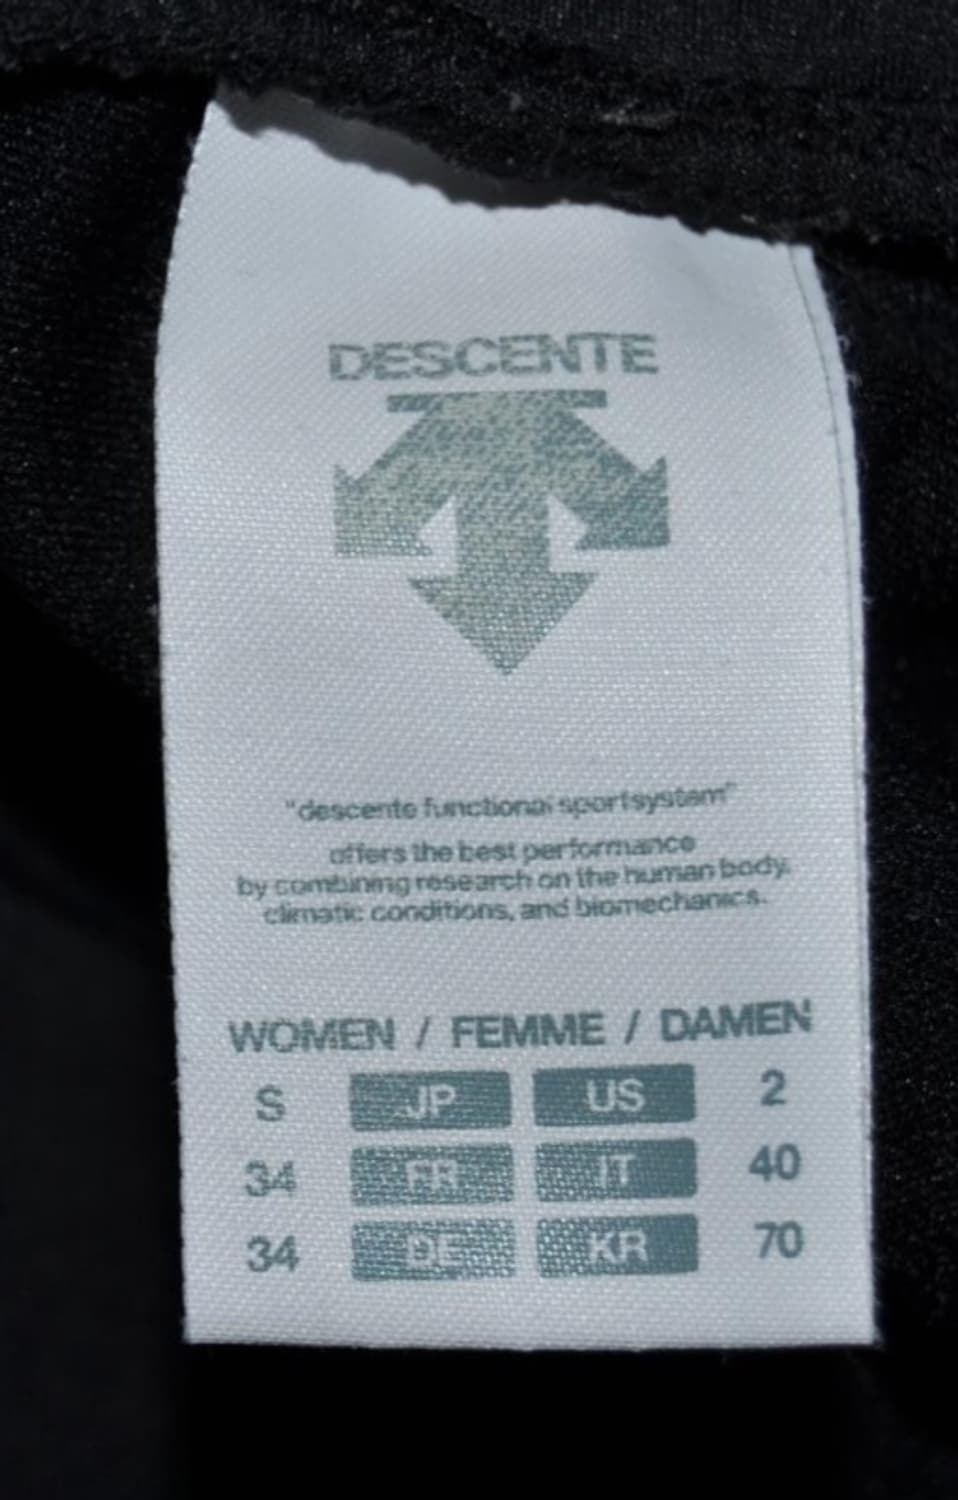 DESCENTE
"descente functional sportsystem"
offers the best performance
by combining research on the human body.
climatic conditions, and biomechanics.
WOMEN / FEMME / DAMEN
S JP US 2
34 FR IT 40
34 DE KR 70